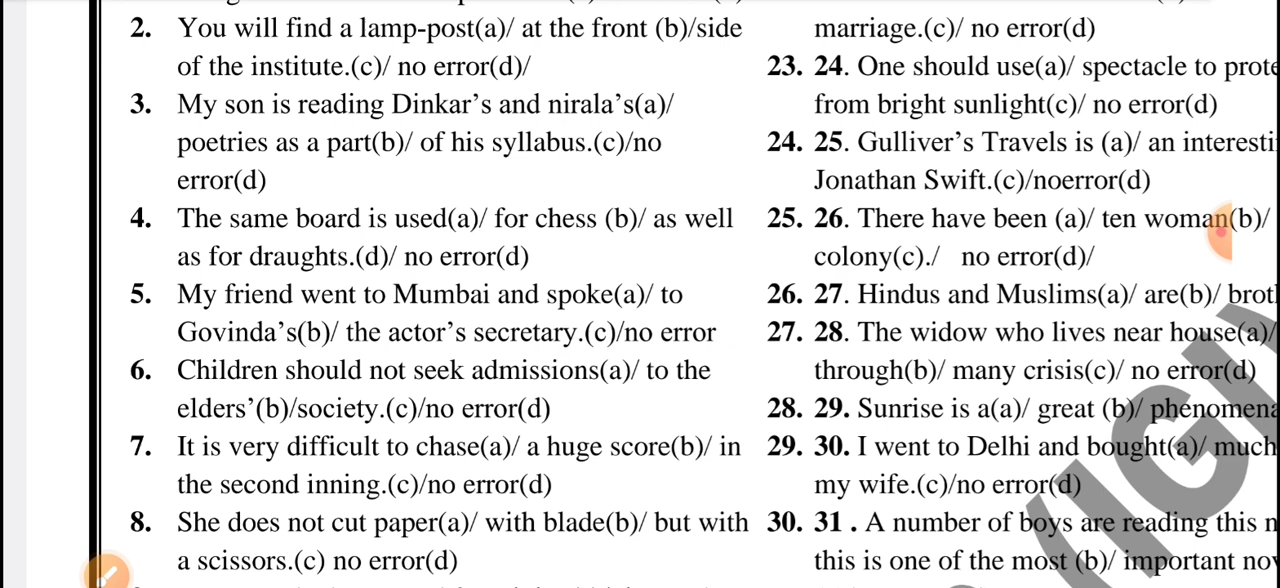 2. You will find a lamp-post(a)/ at the front (b)/side
of the institute.(c)/ no error(d)/
3. My son is reading Dinkar's and nirala's(a)/
poetries as a part(b)/ of his syllabus.(c)/no
error(d)
4. The same board is used(a)/ for chess (b)/ as well
as for draughts.(d)/ no error(d)
5. My friend went to Mumbai and spoke(a)/ to
Govinda's(b)/ the actor's secretary.(c)/no error
6. Children should not seek admissions(a)/ to the
elders'(b)/society.(c)/no error(d)
7. It is very difficult to chase(a)/ a huge score(b)/ in
the second inning.(c)/no error(d)
8. She does not cut paper(a)/ with blade(b)/ but with
a scissors.(c) no error(d)
marriage.(c)/ no error(d)
23. 24. One should use(a)/ spectacle to prote
from bright sunlight(c)/ no error(d)
24. 25. Gulliver's Travels is (a)/ an interesti
Jonathan Swift.(c)/noerror(d)
25. 26. There have been (a)/ ten woman(b)/
colony(c)./ no error(d)/
26. 27. Hindus and Muslims(a)/ are(b)/ brot
27. 28. The widow who lives near house(a)/
through(b)/ many crisis(c)/ no error(d)
28. 29. Sunrise is a(a)/ great (b)/ phenomena
29. 30. I went to Delhi and bought(a)/ much
my wife.(c)/no error(d)
30. 31 . A number of boys are reading this n
this is one of the most (b)/ important nov